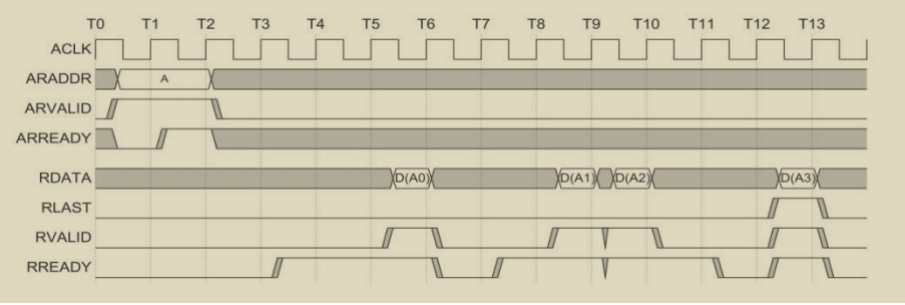 T0 T1 T2 T3 T4 T5 T6 T7 T8 T9 T10 T11 T12 T13
ACLK
ARADDR A
ARVALID
ARREADY
RDATA D(A0) D(A1) D(A2) D(A3)
RLAST
RVALID
RREADY